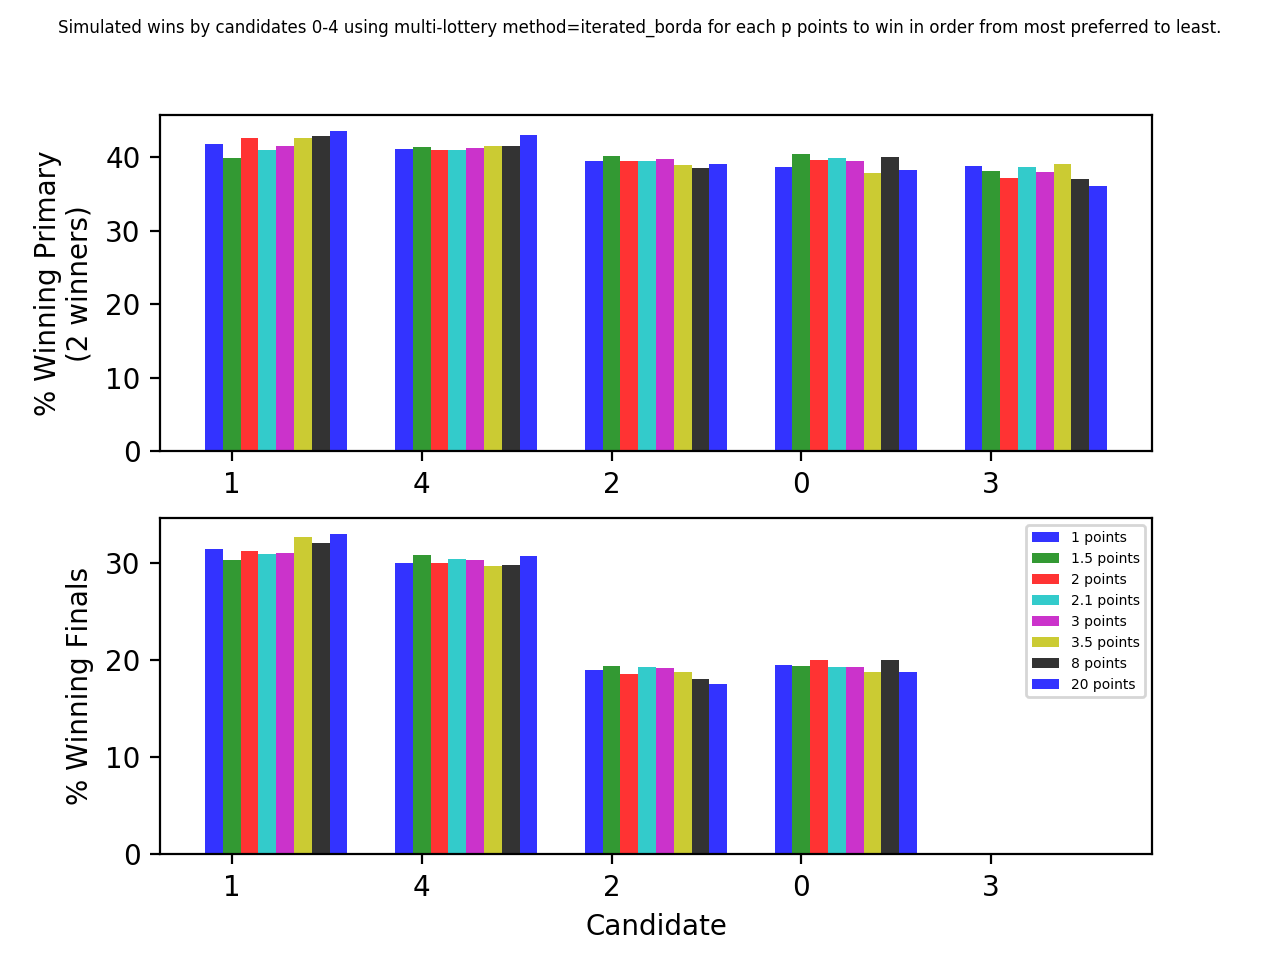 Simulated wins by candidates 0-4 using multi-lottery method=iterated_borda for each p points to win in order from most preferred to least.
% Winning Primary
(2 winners)
40
30
20
10
0
1 4 2 0 3
% Winning Finals
30
20
10
0
1 4 2 0 3
Candidate
1 points
1.5 points
2 points
2.1 points
3 points
3.5 points
8 points
20 points